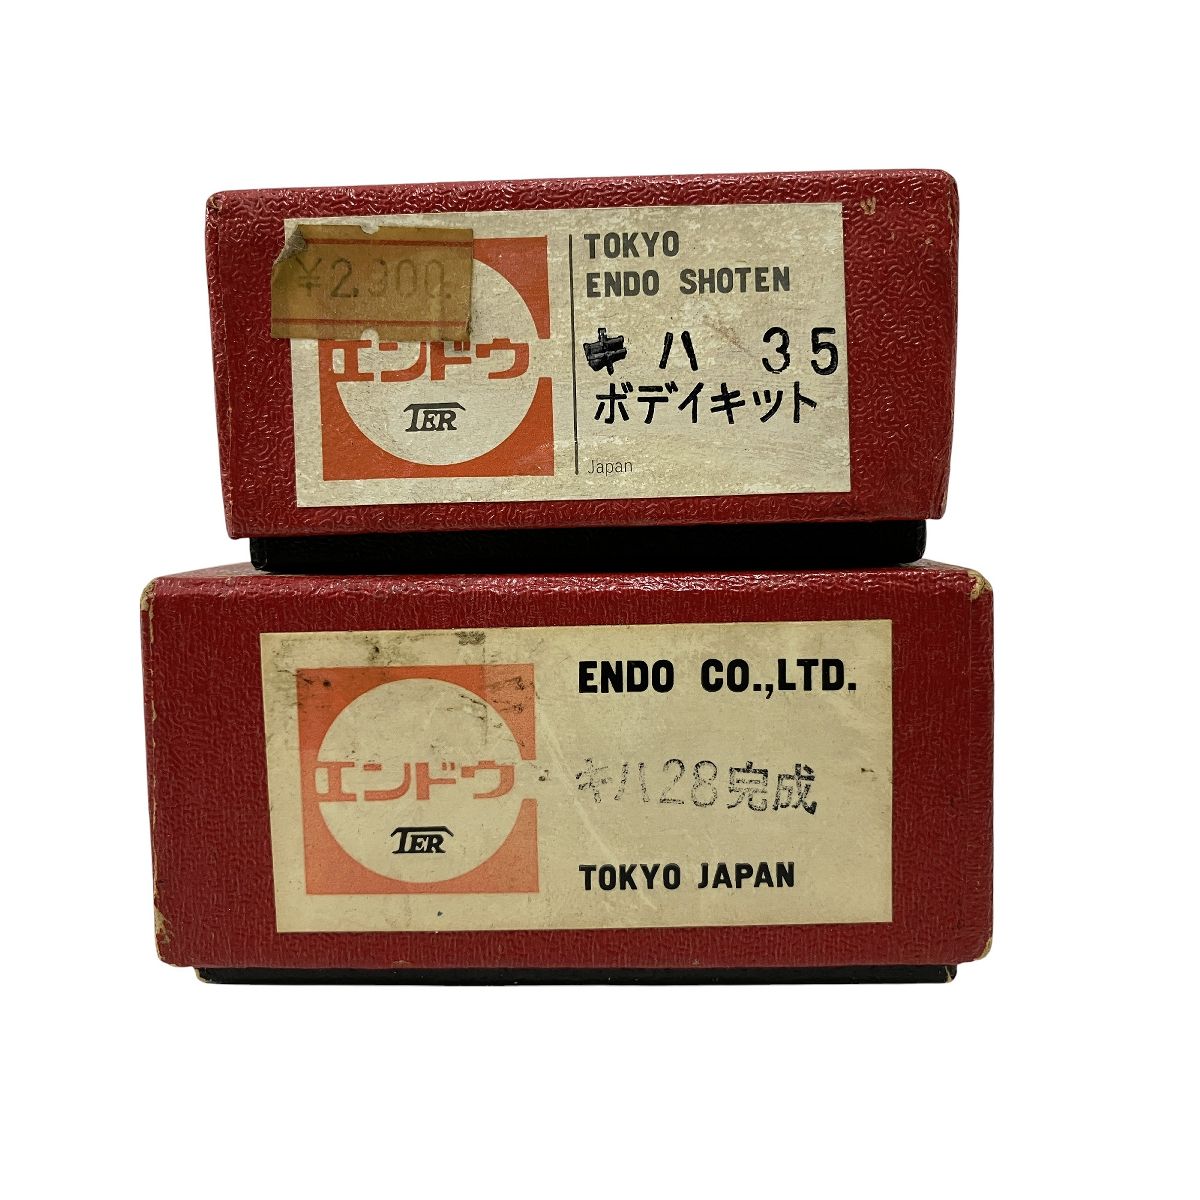 ¥2,900.
エンドウ
TER
TOKYO
ENDO SHOTEN
キハ 35
ボデイキット
Japan
エンドウ
TER
ENDO CO.,LTD.
キハ28完成
TOKYO JAPAN